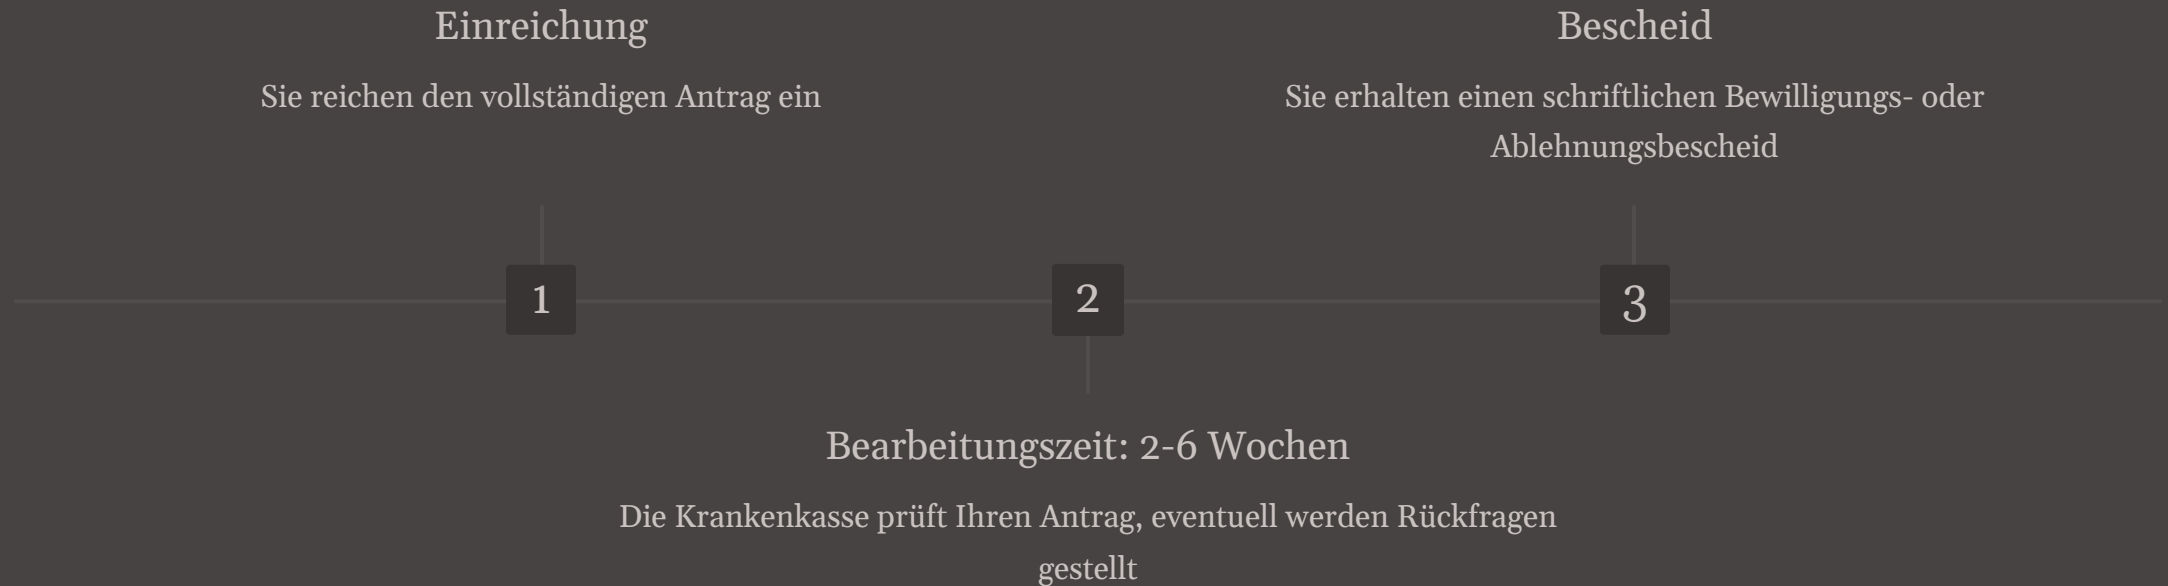 Einreichung
Sie reichen den vollständigen Antrag ein
Bescheid
Sie erhalten einen schriftlichen Bewilligungs- oder
Ablehnungsbescheid
1
2
3
Bearbeitungszeit: 2-6 Wochen
Die Krankenkasse prüft Ihren Antrag, eventuell werden Rückfragen
gestellt